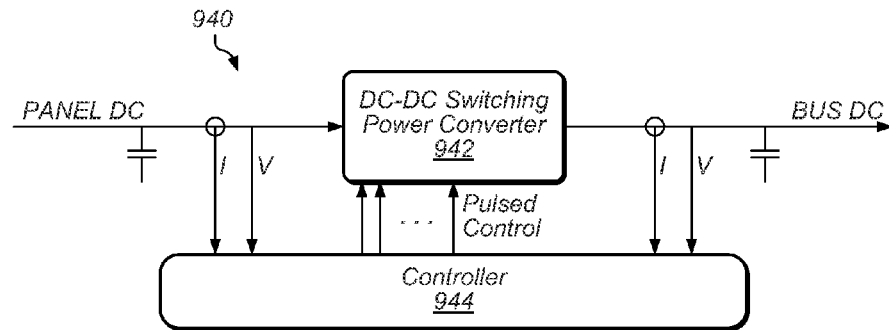 940
PANEL DC
DC-DC Switching
Power Converter
942
BUS DC
I
V
. . .
Pulsed
Control
I
V
Controller
944